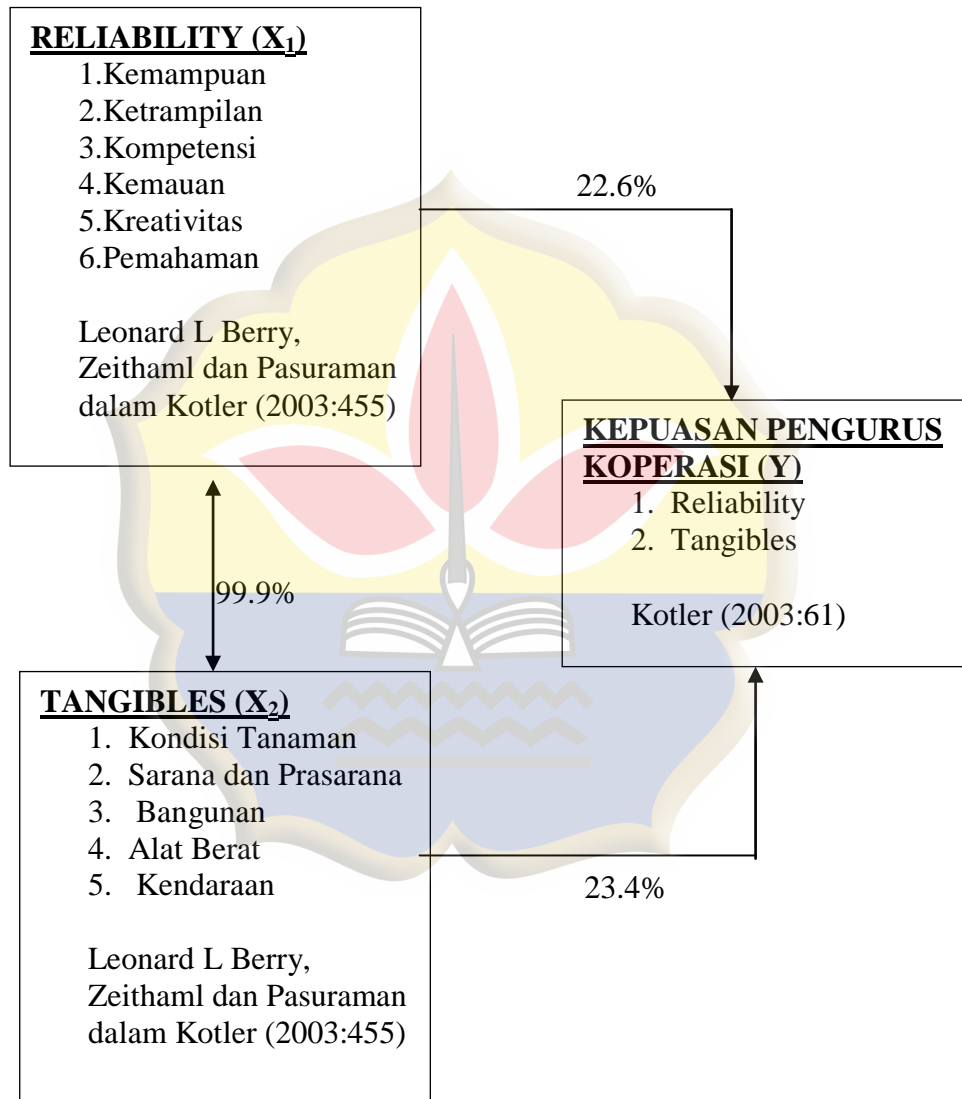 RELIABILITY (X1)
1.Kemampuan
2.Ketrampilan
3.Kompetensi
4.Kemauan
5.Kreativitas
6.Pemahaman
Leonard L Berry,
Zeithaml dan Pasuraman
dalam Kotler (2003:455)
22.6%
KEPUASAN PENGURUS
KOPERASI (Y)
1. Reliability
2. Tangibles
Kotler (2003:61)
99.9%
TANGIBLES (X2)
1. Kondisi Tanaman
2. Sarana dan Prasarana
3. Bangunan
4. Alat Berat
5. Kendaraan
Leonard L Berry,
Zeithaml dan Pasuraman
dalam Kotler (2003:455)
23.4%